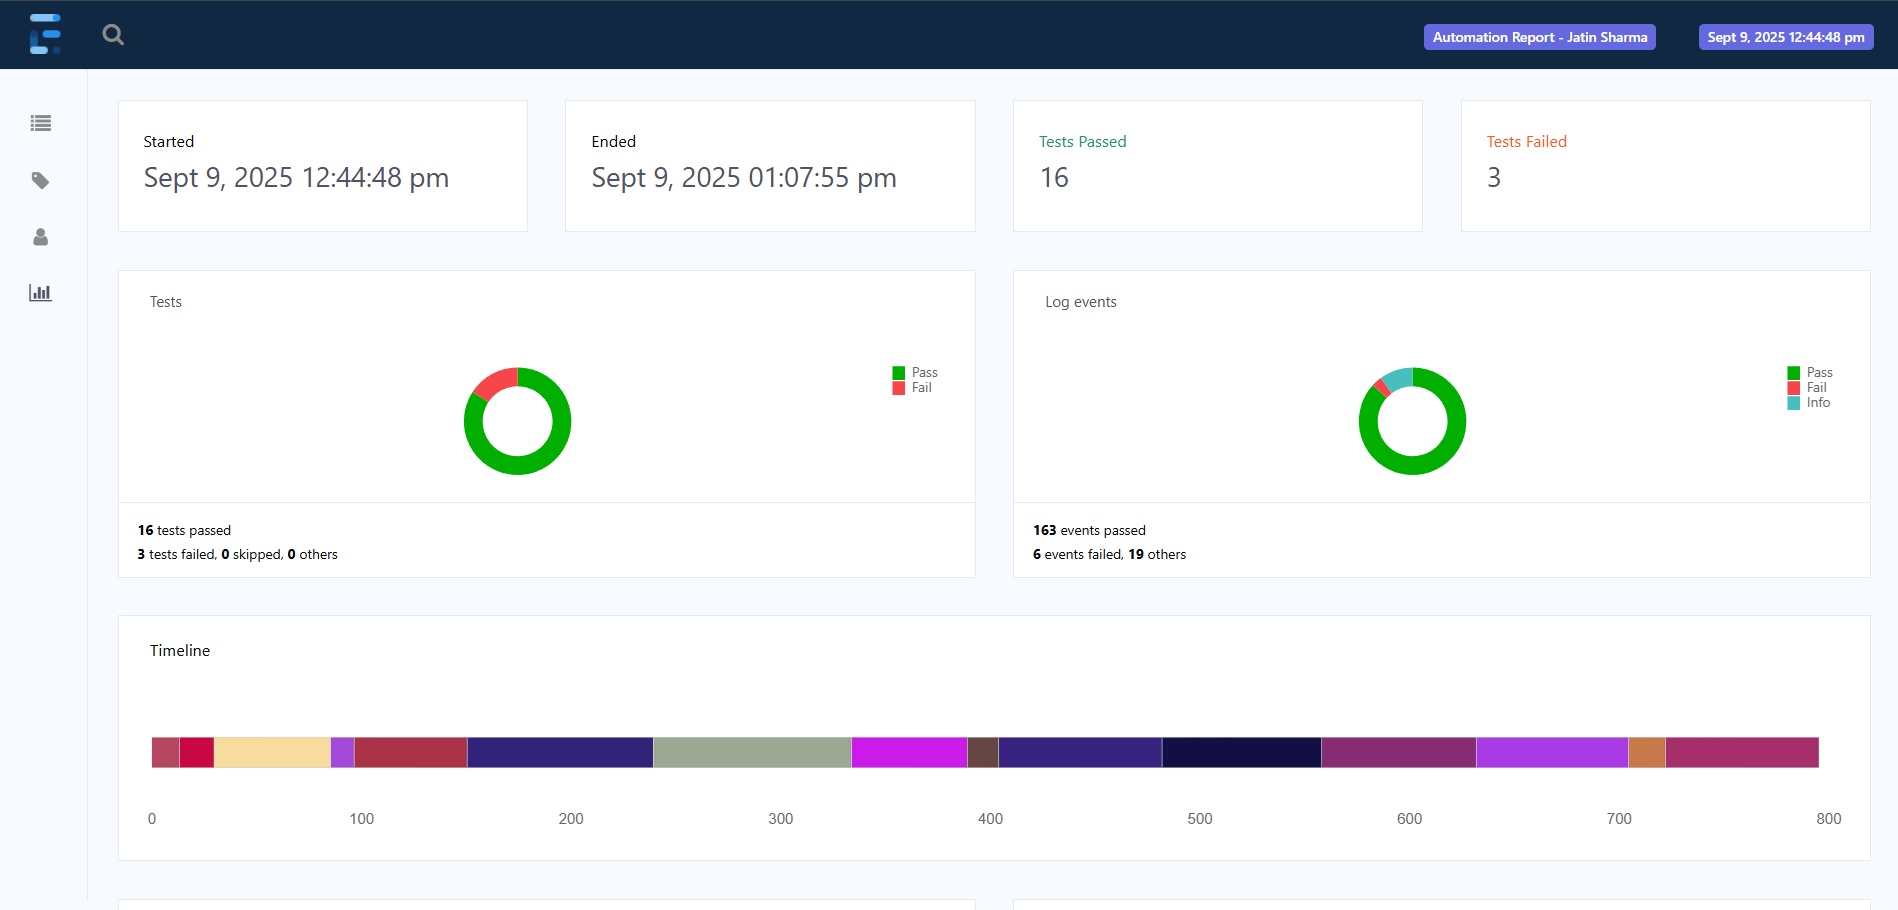 Automation Report - Jatin Sharma
Sept 9, 2025 12:44:48 pm
Started
Sept 9, 2025 12:44:48 pm
Ended
Sept 9, 2025 01:07:55 pm
Tests Passed
16
Tests Failed
3
Tests
Pass
Fail
16 tests passed
3 tests failed, 0 skipped, 0 others
Log events
Pass
Fail
Info
163 events passed
6 events failed, 19 others
Timeline
0 100 200 300 400 500 600 700 800